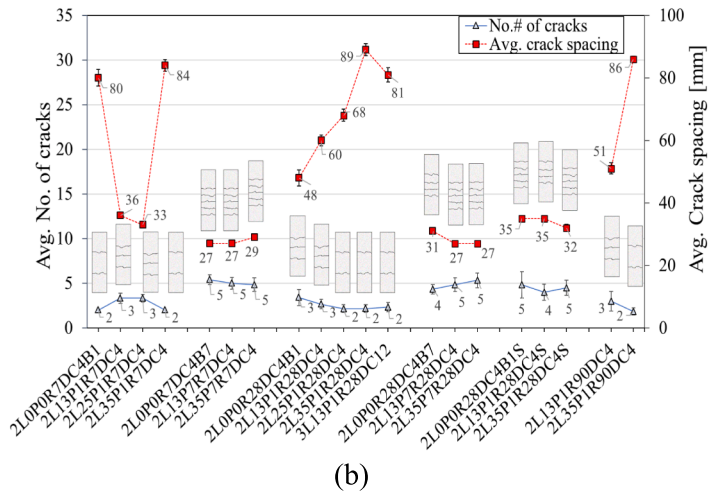 35
30
25
20
15
10
5
0
Avg. No. of cracks
100
80
60
40
20
0
Avg. Crack spacing [mm]
No.# of cracks
Avg. crack spacing
80
36
33
84
2
3
3
2
27
27
29
5
5
5
48
60
68
89
81
3
3
2
2
2
31
27
27
4
5
5
35
35
32
5
4
5
51
86
3
2
2L0P0R7DC4B1
2L13P1R7DC4
2L25P1R7DC4
2L35P1R7DC4
2L0P0R7DC4B7
2L13P7R7DC4
2L35P7R7DC4
2L0P0R28DC4B1
2L13P1R28DC4
2L25P1R28DC4
2L35P1R28DC4
3L13P1R28DC12
2L0P0R28DC4B7
2L13P7R28DC4
2L35P7R28DC4
2L0P0R28DC4B1S
2L13P1R28DC4S
2L35P1R28DC4S
2L13P1R90DC4
2L35P1R90DC4
(b)